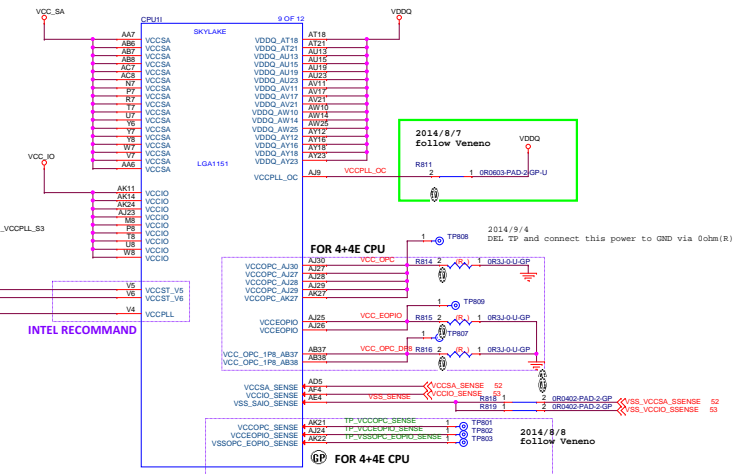 VCC_SA
CPU1I
9 OF 12
VDDQ
SKYLAKE
AA7 VCCSA
AB6 VCCSA
AB7 VCCSA
AB8 VCCSA
AC7 VCCSA
AC8 VCCSA
N7 VCCSA
P7 VCCSA
R7 VCCSA
T7 VCCSA
U7 VCCSA
Y6 VCCSA
Y7 VCCSA
Y8 VCCSA
W7 VCCSA
V7 VCCSA
AA6 VCCSA
VDDQ_AT18 AT18
VDDQ_AT21 AT21
VDDQ_AU13 AU13
VDDQ_AU15 AU15
VDDQ_AU19 AU19
VDDQ_AU23 AU23
VDDQ_AV11 AV11
VDDQ_AV17 AV17
VDDQ_AV21 AV21
VDDQ_AW10 AW10
VDDQ_AW14 AW14
VDDQ_AW25 AW25
VDDQ_AY12 AY12
VDDQ_AY16 AY16
VDDQ_AY18 AY18
VDDQ_AY23 AY23
LGA1151
VCCPLL_OC AJ9 VCCPLL_OC
2014/8/7
follow Veneno
VDDQ
R811
2 1 0R0603-PAD-2-GP-U
VCC_IO
AK11 VCCIO
AK14 VCCIO
AK24 VCCIO
AJ23 VCCIO
M8 VCCIO
P8 VCCIO
T8 VCCIO
U8 VCCIO
W8 VCCIO
_VCCPLL_S3
FOR 4+4E CPU
1 TP808
2014/9/4
DEL TP and connect this power to GND via 0ohm(R)
VCCOPC_AJ30 AJ30 VCC_OPC R814 2 (R) 1 0R3J-0-U-GP
VCCOPC_AJ27 AJ27
VCCOPC_AJ28 AJ28
VCCOPC_AJ29 AJ29
VCCOPC_AK27 AK27
V5 VCCST_V5
V6 VCCST_V6
V4 VCCPLL
INTEL RECOMMAND
1 TP809
VCCEOPIO AJ25 VCC_EOPIO R815 2 (R) 1 0R3J-0-U-GP
VCCEOPIO AJ26
1 TP807
VCC_OPC_1P8_AB37 AB37 VCC_OPC_DP8 R816 2 (R) 1 0R3J-0-U-GP
VCC_OPC_1P8_AB38 AB38
VCCSA_SENSE AD5 VCCSA_SENSE 52
VCCIO_SENSE AF4 VCCIO_SENSE 53
VSS_SAIO_SENSE AE4 VSS_SENSE R818 1 2 0R0402-PAD-2-GP VSS_VCCSA_SSENSE 52
R819 1 2 0R0402-PAD-2-GP VSS_VCCIO_SSENSE 53
VCCOPC_SENSE AK21 TP_VCCOPC_SENSE 1 TP801
VCCEOPIO_SENSE AJ24 TP_VCCEOPIO_SENSE 1 TP802
VSSOPC_EOPIO_SENSE AK22 TP_VSSOPC_EOPIO_SENSE 1 TP803
2014/8/8
follow Veneno
GP FOR 4+4E CPU